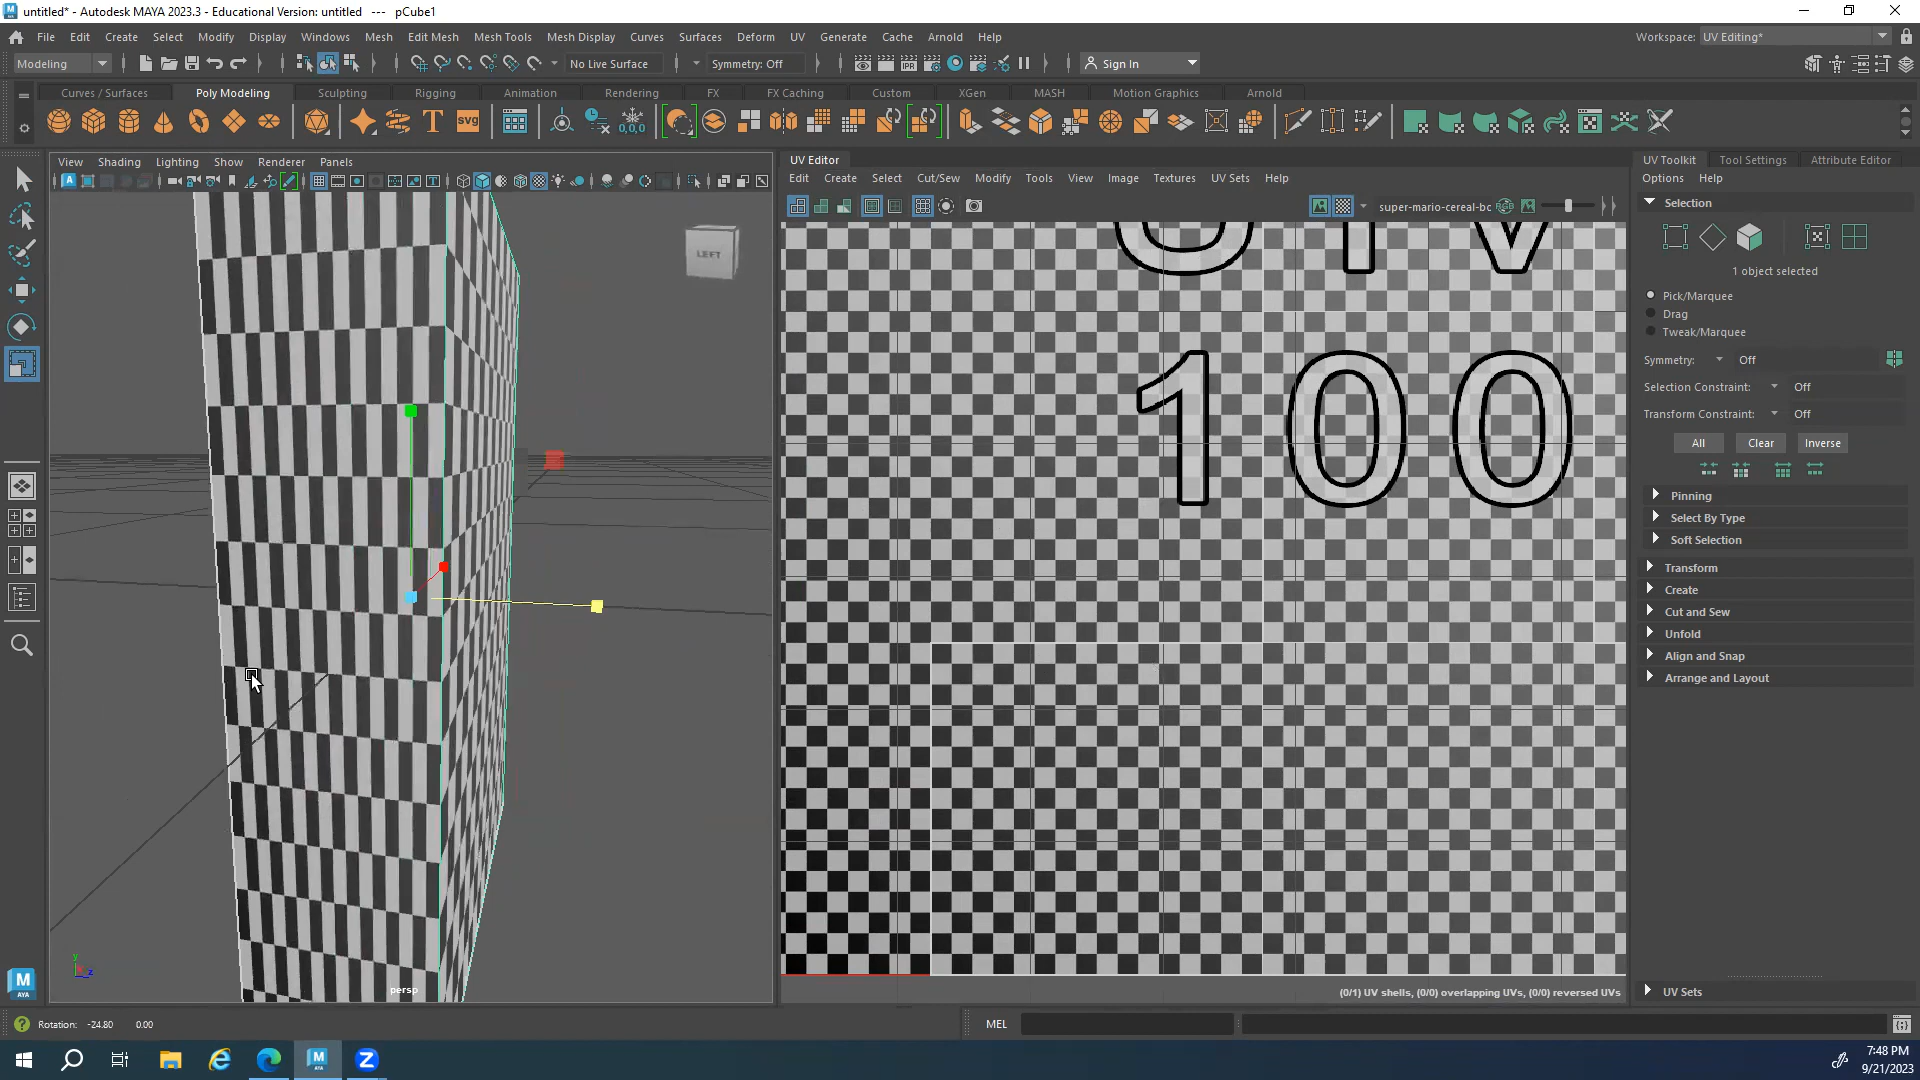 untitled* - Autodesk MAYA 2023.3 - Educational Version: untitled --- pCube1
File Edit Create Select Modify Display Windows Mesh Edit Mesh Mesh Tools Mesh Display Curves Surfaces Deform UV Generate Cache Arnold Help
Workspace: UV Editing*
Modeling No Live Surface Symmetry: Off Sign In
Curves / Surfaces Poly Modeling Sculpting Rigging Animation Rendering FX FX Caching Custom XGen MASH Motion Graphics Arnold
T SVG 0,0,0
View Shading Lighting Show Renderer Panels
LEFT
persp
y
z
UV Editor
Edit Create Select Cut/Sew Modify Tools View Image Textures UV Sets Help
super-mario-cereal-bc
RGB
100
(0/1) UV shells, (0/0) overlapping UVs, (0/0) reversed UVs
UV Toolkit Tool Settings Attribute Editor
Options Help
Selection
1 object selected
Pick/Marquee
Drag
Tweak/Marquee
Symmetry: Off
Selection Constraint: Off
Transform Constraint: Off
All Clear Inverse
Pinning
Select By Type
Soft Selection
Transform
Create
Cut and Sew
Unfold
Align and Snap
Arrange and Layout
UV Sets
M
AYA
Rotation: -24.80 0.00
MEL
7:48 PM
9/21/2023